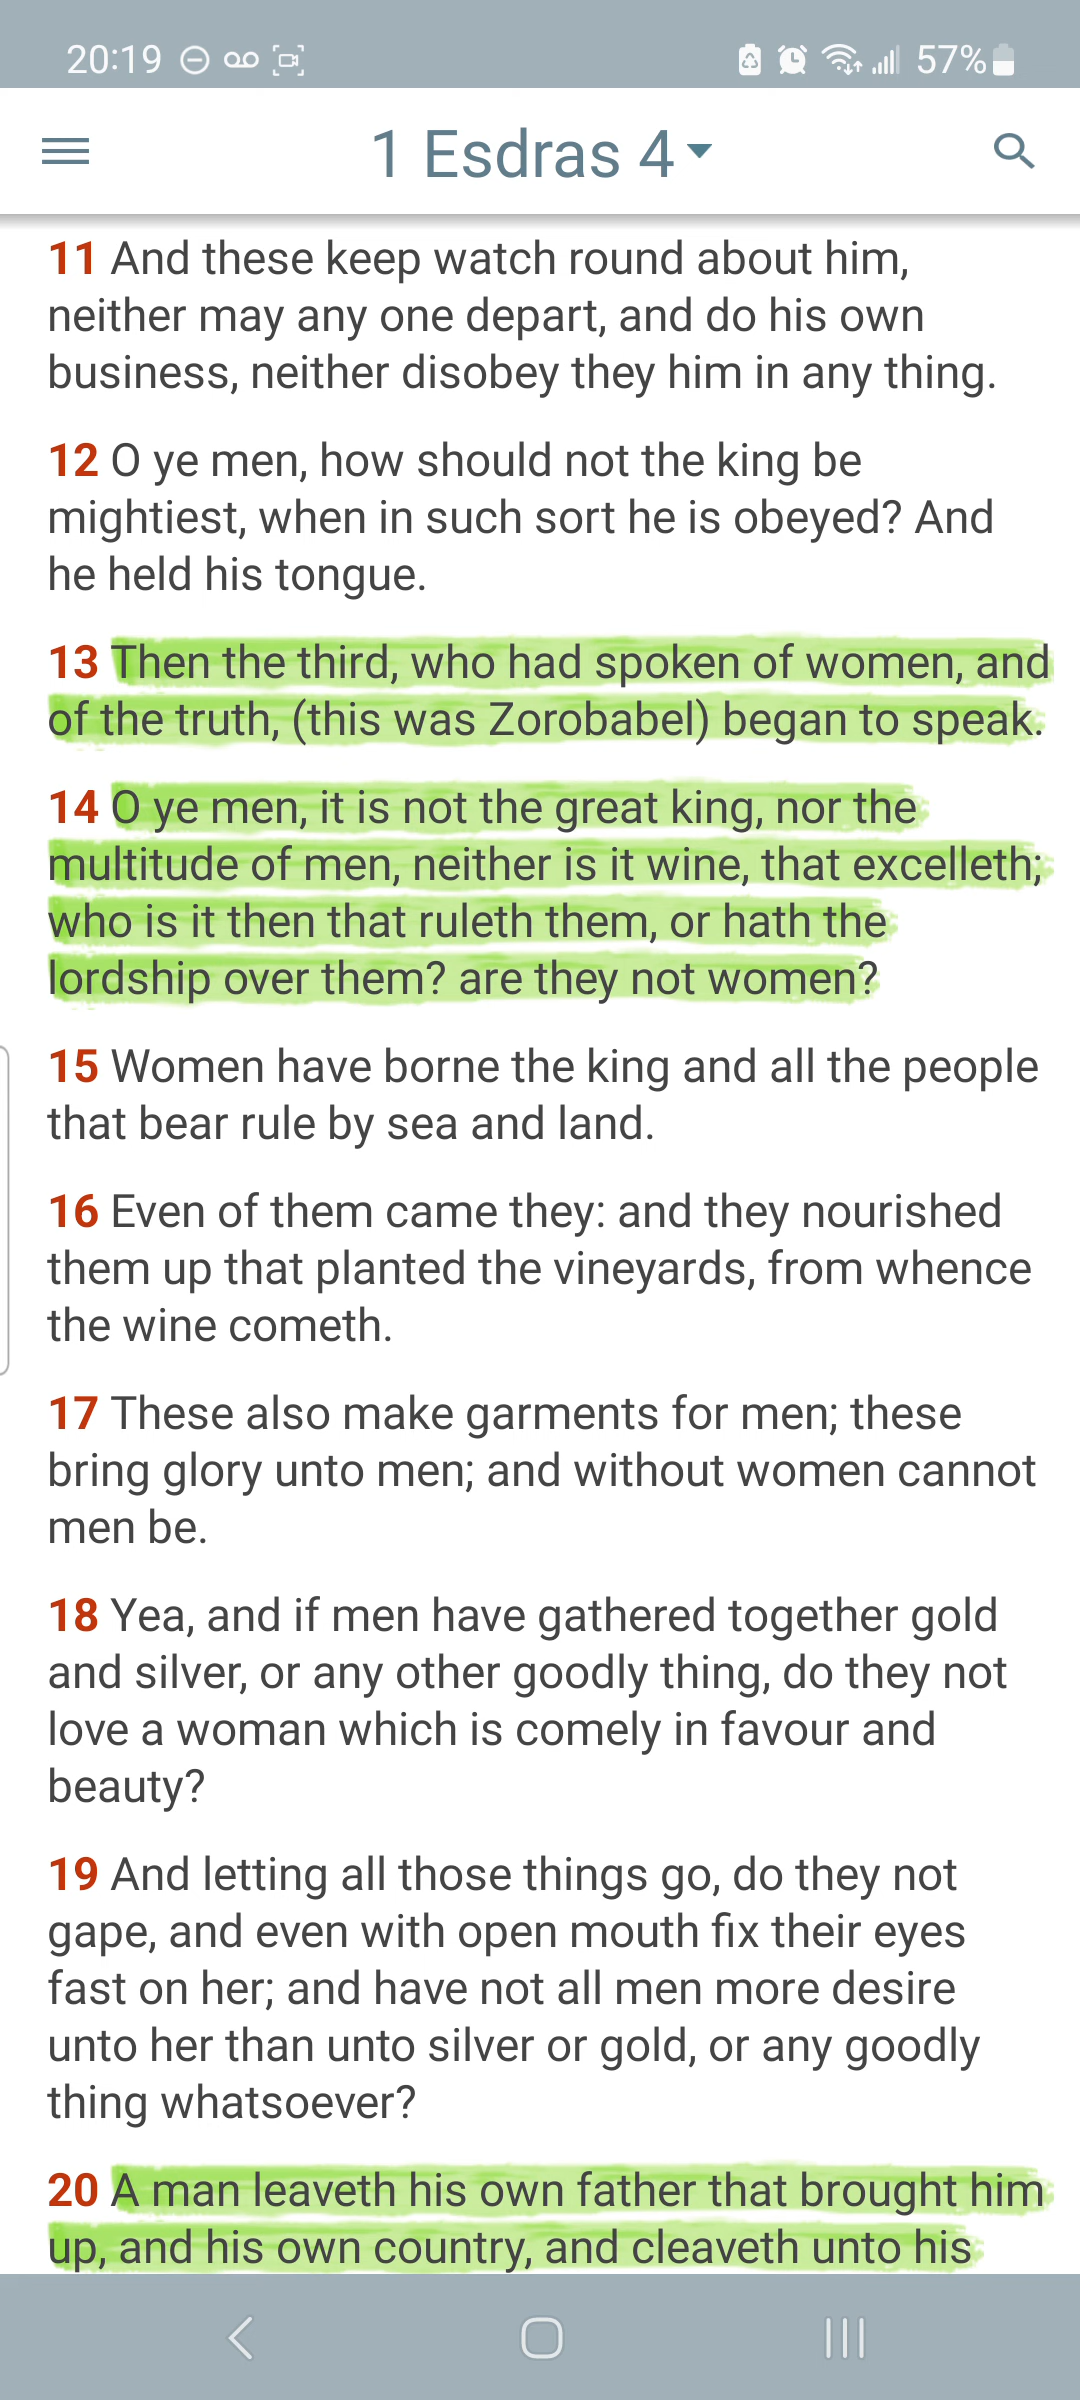 20:19
57%
1 Esdras 4
11 And these keep watch round about him,
neither may any one depart, and do his own
business, neither disobey they him in any thing.
12 O ye men, how should not the king be
mightiest, when in such sort he is obeyed? And
he held his tongue.
13 Then the third, who had spoken of women, and
of the truth, (this was Zorobabel) began to speak.
14 O ye men, it is not the great king, nor the
multitude of men, neither is it wine, that excelleth;
who is it then that ruleth them, or hath the
lordship over them? are they not women?
15 Women have borne the king and all the people
that bear rule by sea and land.
16 Even of them came they: and they nourished
them up that planted the vineyards, from whence
the wine cometh.
17 These also make garments for men; these
bring glory unto men; and without women cannot
men be.
18 Yea, and if men have gathered together gold
and silver, or any other goodly thing, do they not
love a woman which is comely in favour and
beauty?
19 And letting all those things go, do they not
gape, and even with open mouth fix their eyes
fast on her; and have not all men more desire
unto her than unto silver or gold, or any goodly
thing whatsoever?
20 A man leaveth his own father that brought him
up, and his own country, and cleaveth unto his